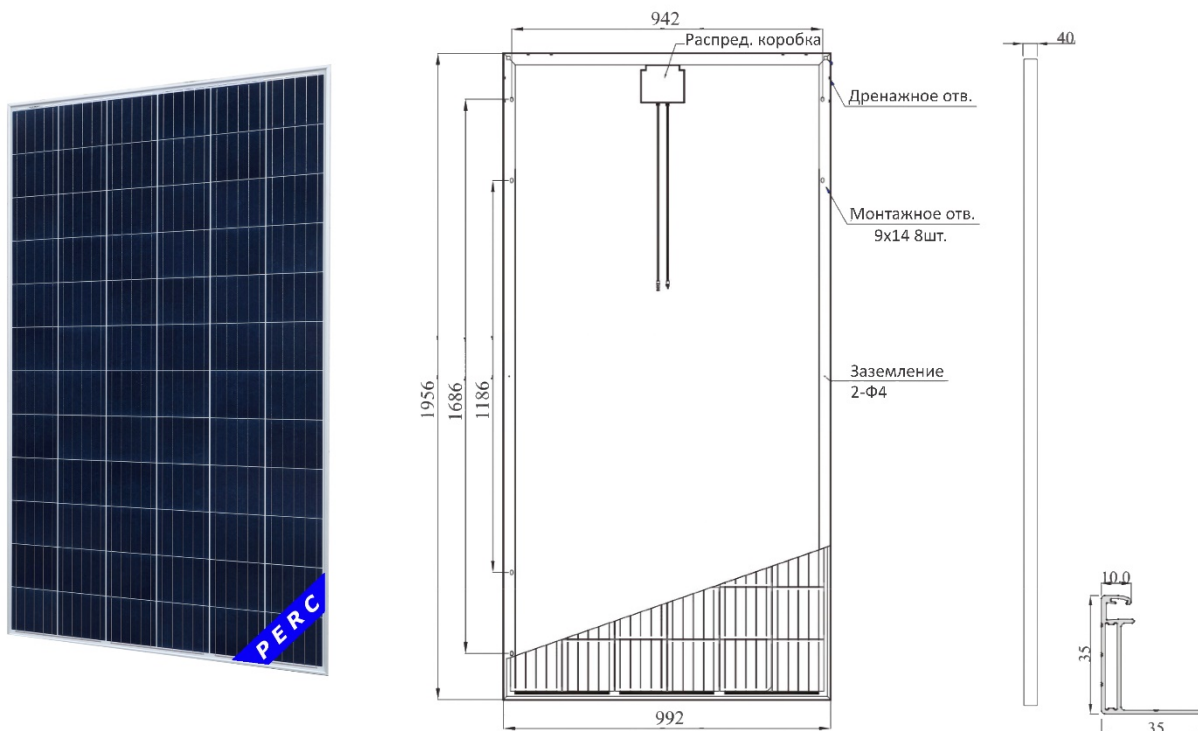 PERC
942
Распред. коробка
40
Дренажное отв.
Монтажное отв.
9х14 8шт.
Заземление
2-Ф4
1956
1686
1186
992
10.0
35
35